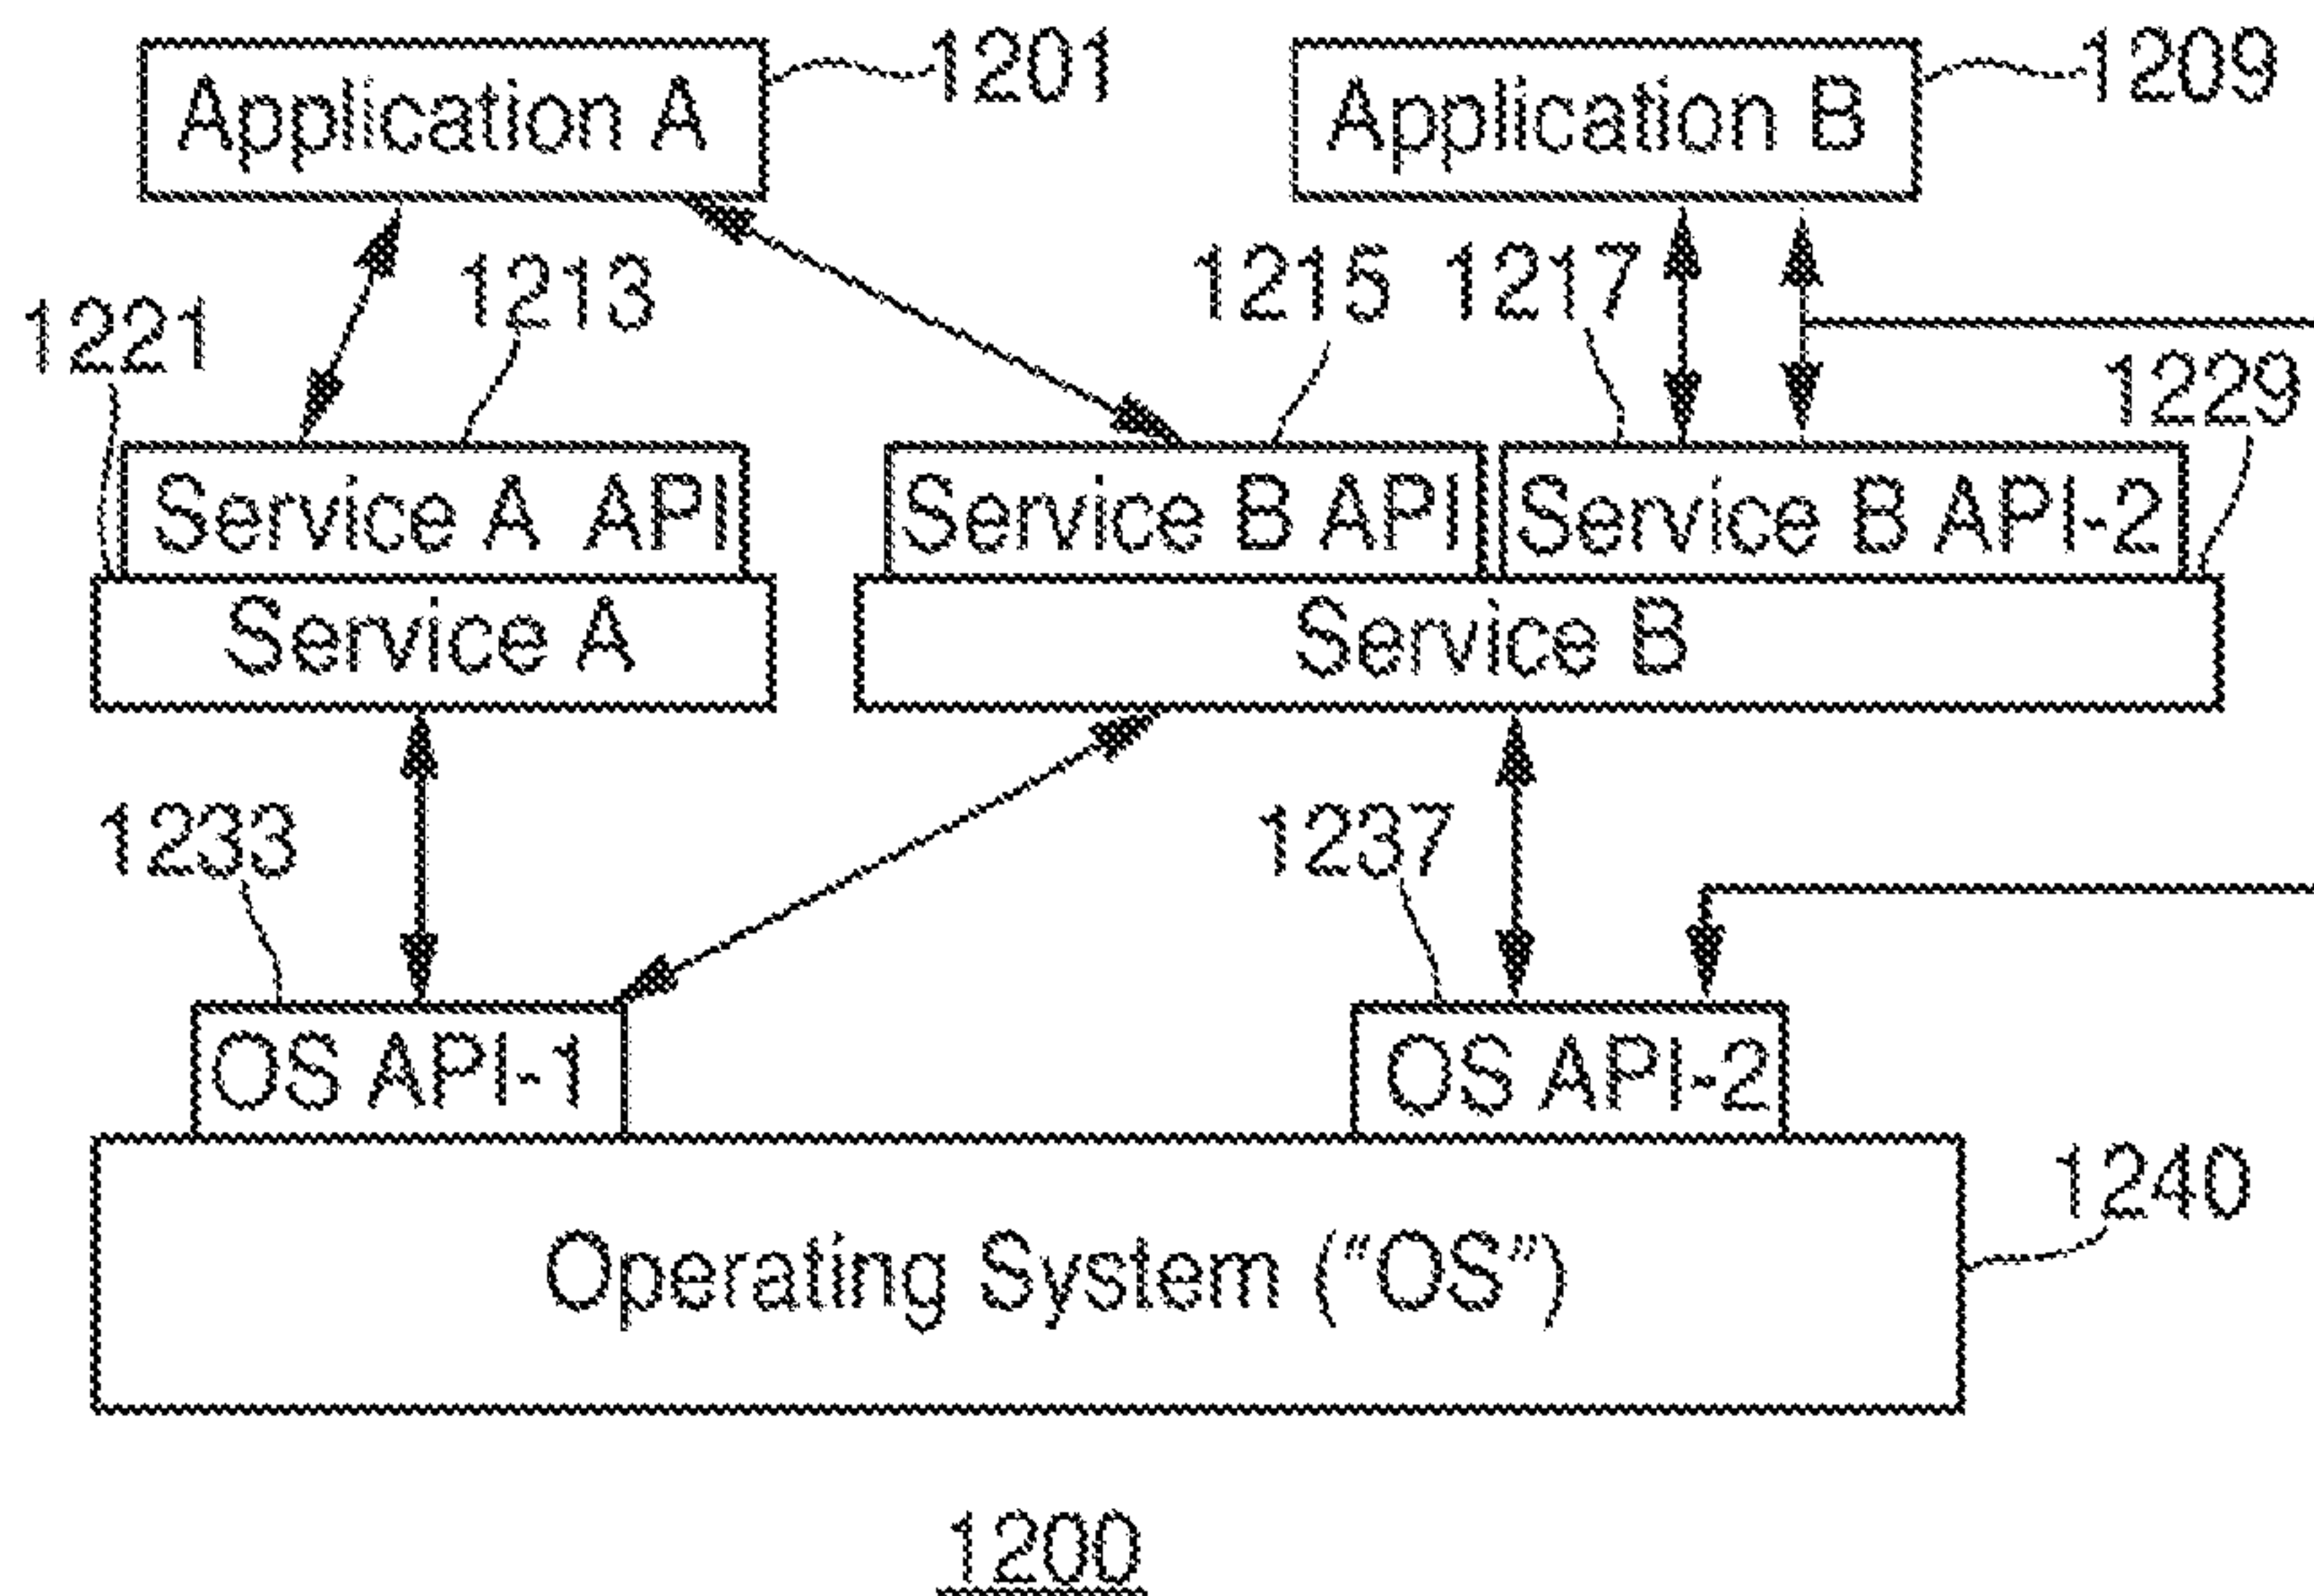 Application A
1201
Application B
1209
1221
1213
1215
1217
1229
Service A API
Service B API
Service B API-2
Service A
Service B
1233
1237
OS API-1
OS API-2
Operating System (“OS”)
1240
1200